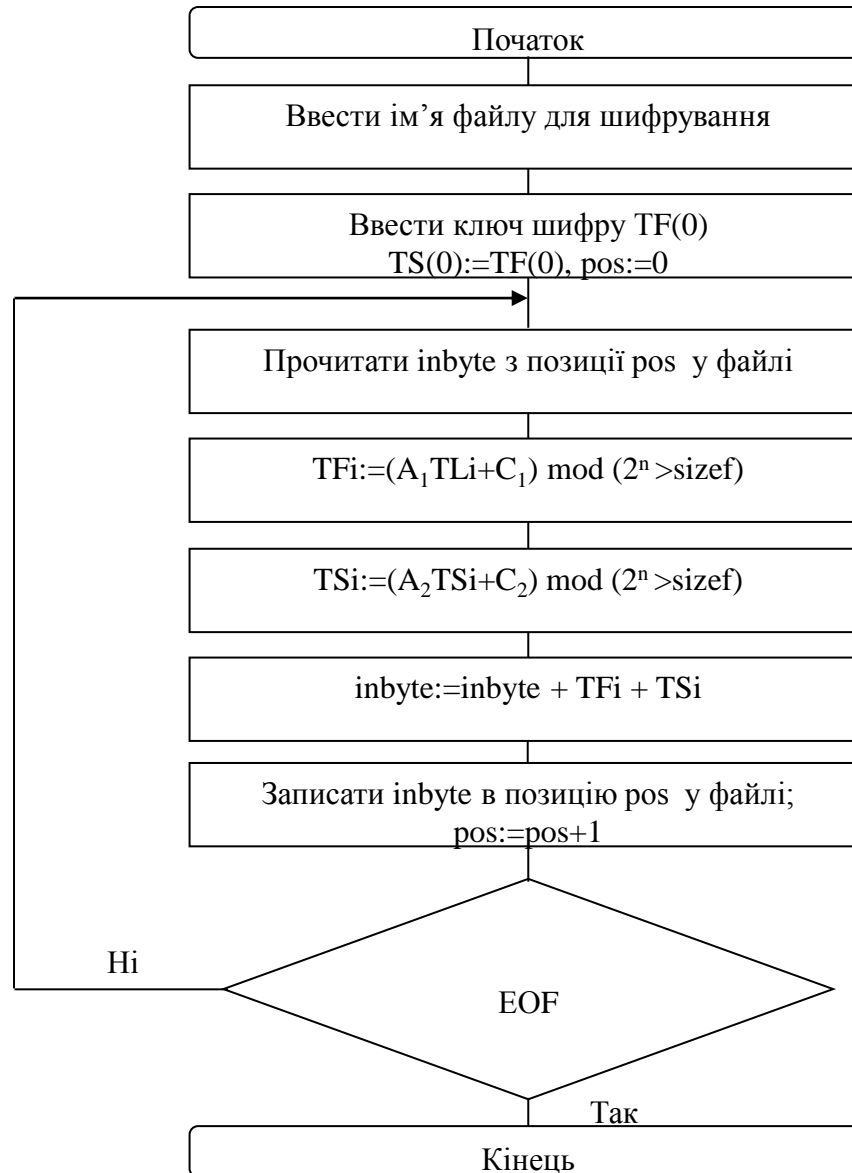 Початок
Ввести ім’я файлу для шифрування
Ввести ключ шифру TF(0)
TS(0):=TF(0), pos:=0
Прочитати inbyte з позиції pos у файлі
TFi:=(A₁TLi+C₁) mod (2ⁿ>sizef)
TSi:=(A₂TSi+C₂) mod (2ⁿ>sizef)
inbyte:=inbyte + TFi + TSi
Записати inbyte в позицію pos у файлі;
pos:=pos+1
Ні
EOF
Так
Кінець